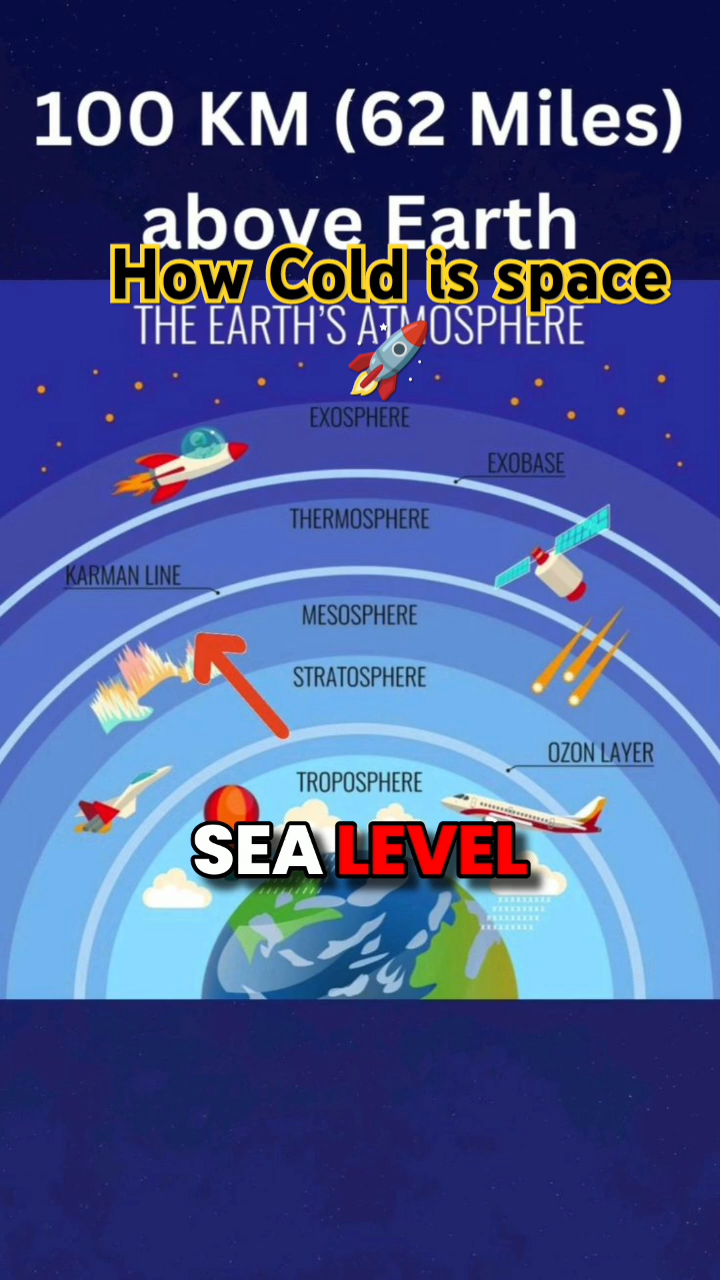 100 KM (62 Miles)
above Earth
How Cold is space
THE EARTH'S ATMOSPHERE
EXOSPHERE
EXOBASE
THERMOSPHERE
KARMAN LINE
MESOSPHERE
STRATOSPHERE
OZON LAYER
TROPOSPHERE
SEA LEVEL